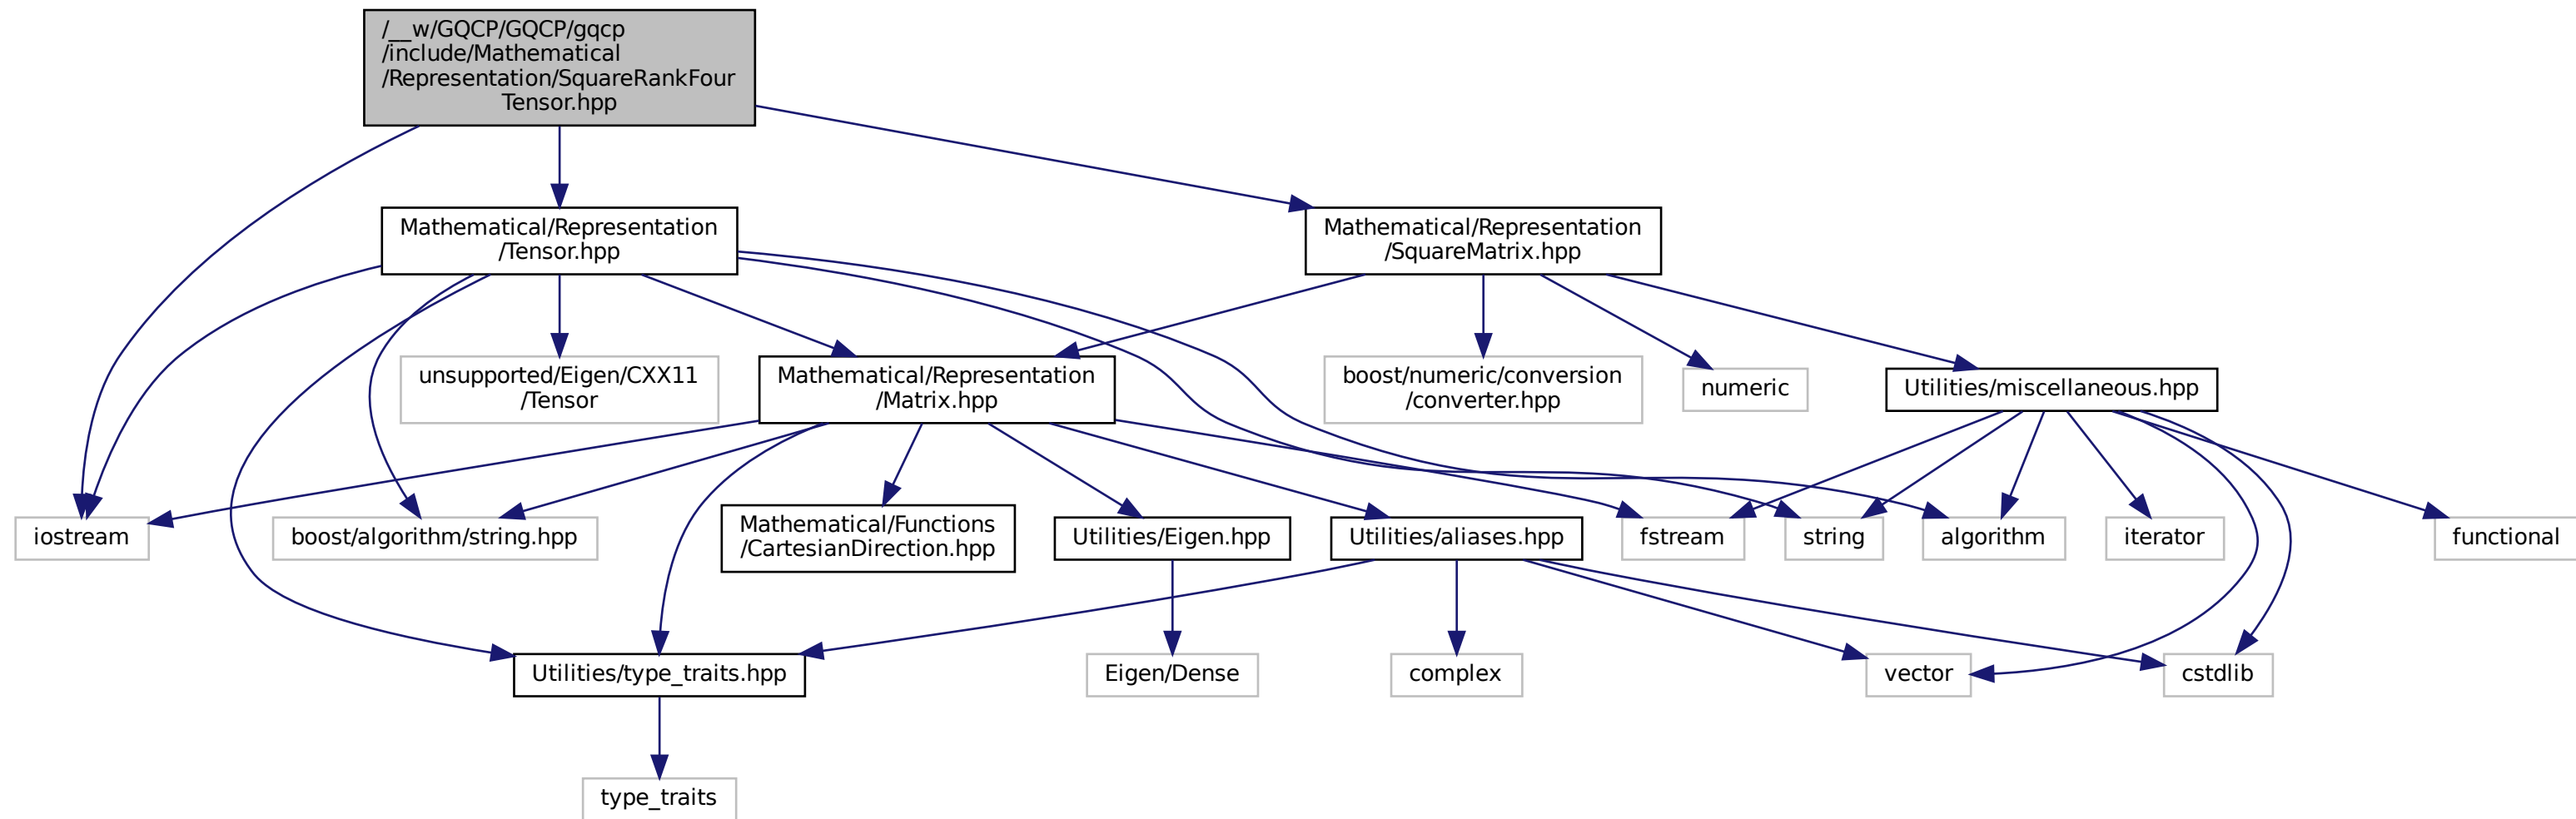 /__w/GQCP/GQCP/gqcp
/include/Mathematical
/Representation/SquareRankFour
Tensor.hpp
Mathematical/Representation
/Tensor.hpp
Mathematical/Representation
/SquareMatrix.hpp
unsupported/Eigen/CXX11
/Tensor
Mathematical/Representation
/Matrix.hpp
boost/numeric/conversion
/converter.hpp
numeric
Utilities/miscellaneous.hpp
iostream
boost/algorithm/string.hpp
Mathematical/Functions
/CartesianDirection.hpp
Utilities/Eigen.hpp
Utilities/aliases.hpp
fstream
string
algorithm
iterator
functional
Utilities/type_traits.hpp
Eigen/Dense
complex
vector
cstdlib
type_traits